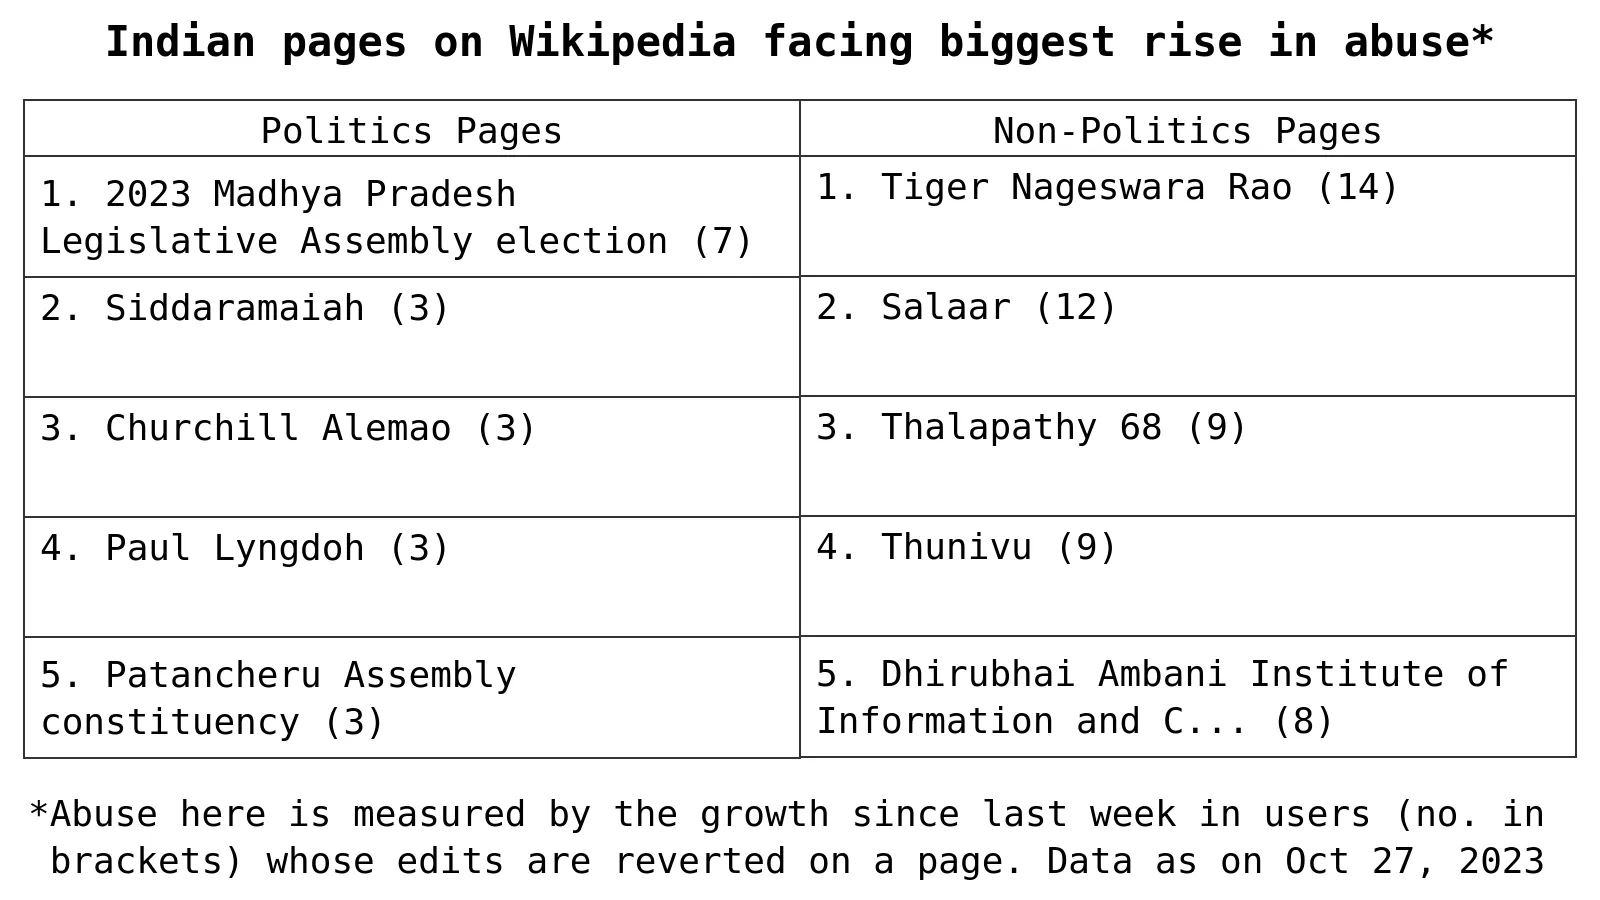 Indian pages on Wikipedia facing biggest rise in abuse*
Politics Pages
Non-Politics Pages
1. 2023 Madhya Pradesh
Legislative Assembly election (7)
1. Tiger Nageswara Rao (14)
2. Siddaramaiah (3)
2. Salaar (12)
3. Churchill Alemao (3)
3. Thalapathy 68 (9)
4. Paul Lyngdoh (3)
4. Thunivu (9)
5. Patancheru Assembly
constituency (3)
5. Dhirubhai Ambani Institute of
Information and C... (8)
*Abuse here is measured by the growth since last week in users (no. in
brackets) whose edits are reverted on a page. Data as on Oct 27, 2023